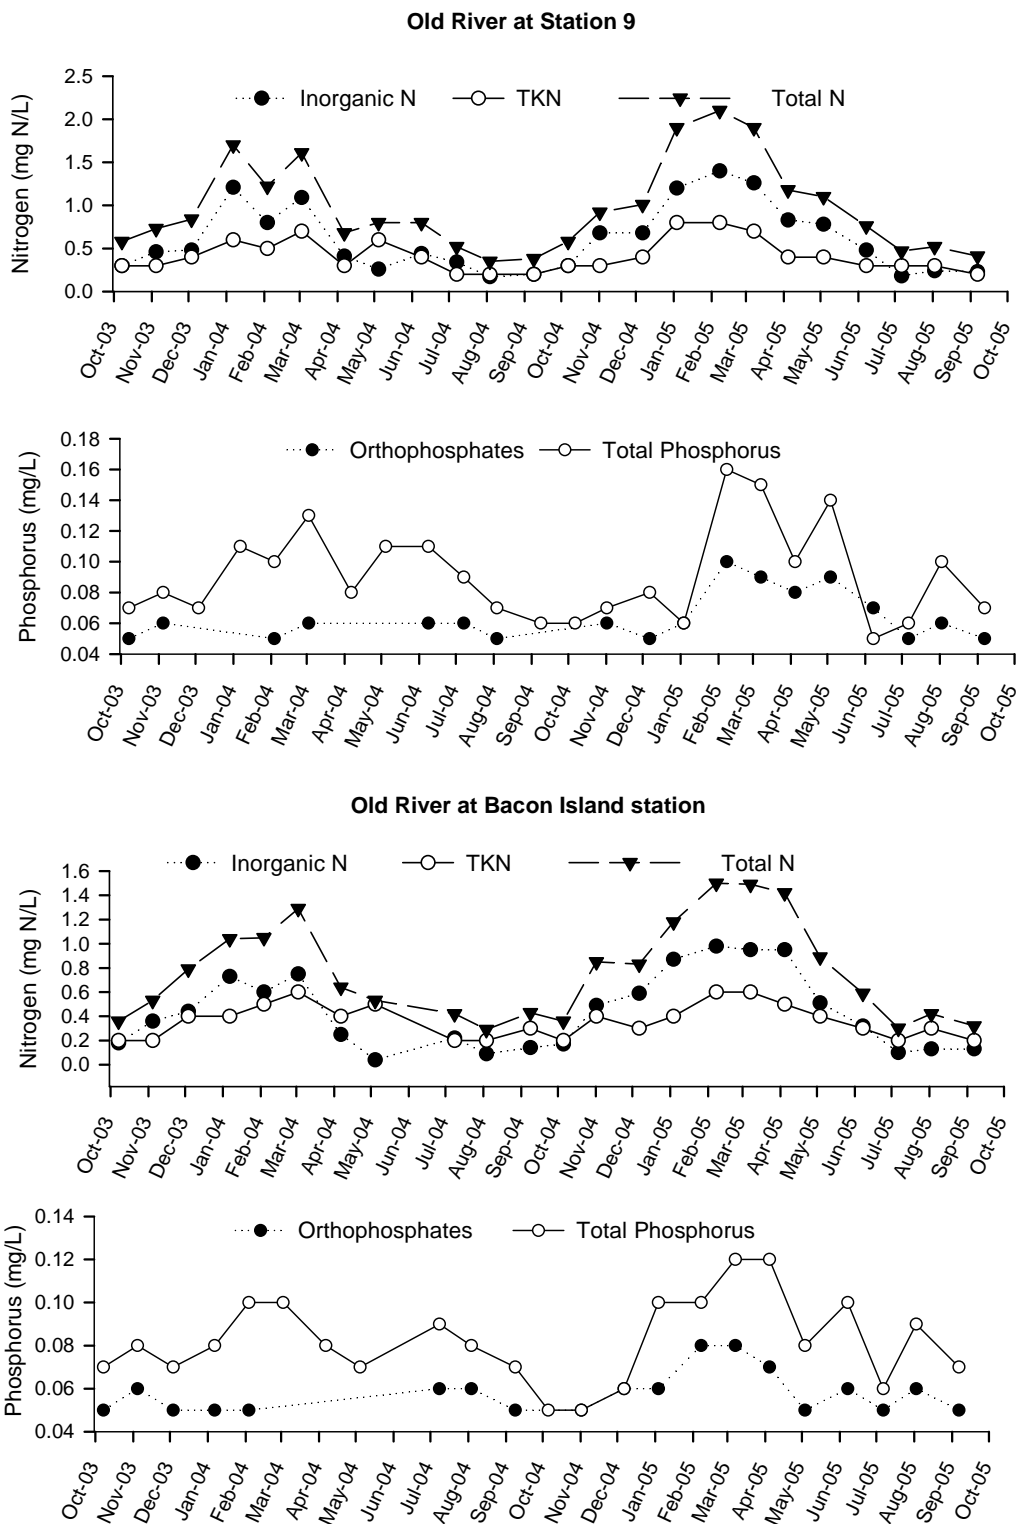 Old River at Station 9
Nitrogen (mg N/L)
Inorganic N TKN Total N
2.5
2.0
1.5
1.0
0.5
0.0
Oct-03 Nov-03 Dec-03 Jan-04 Feb-04 Mar-04 Apr-04 May-04 Jun-04 Jul-04 Aug-04 Sep-04 Oct-04 Nov-04 Dec-04 Jan-05 Feb-05 Mar-05 Apr-05 May-05 Jun-05 Jul-05 Aug-05 Sep-05 Oct-05
Phosphorus (mg/L)
Orthophosphates Total Phosphorus
0.18
0.16
0.14
0.12
0.10
0.08
0.06
0.04
Oct-03 Nov-03 Dec-03 Jan-04 Feb-04 Mar-04 Apr-04 May-04 Jun-04 Jul-04 Aug-04 Sep-04 Oct-04 Nov-04 Dec-04 Jan-05 Feb-05 Mar-05 Apr-05 May-05 Jun-05 Jul-05 Aug-05 Sep-05 Oct-05
Old River at Bacon Island station
Nitrogen (mg N/L)
Inorganic N TKN Total N
1.6
1.4
1.2
1.0
0.8
0.6
0.4
0.2
0.0
Oct-03 Nov-03 Dec-03 Jan-04 Feb-04 Mar-04 Apr-04 May-04 Jun-04 Jul-04 Aug-04 Sep-04 Oct-04 Nov-04 Dec-04 Jan-05 Feb-05 Mar-05 Apr-05 May-05 Jun-05 Jul-05 Aug-05 Sep-05 Oct-05
Phosphorus (mg/L)
Orthophosphates Total Phosphorus
0.14
0.12
0.10
0.08
0.06
0.04
Oct-03 Nov-03 Dec-03 Jan-04 Feb-04 Mar-04 Apr-04 May-04 Jun-04 Jul-04 Aug-04 Sep-04 Oct-04 Nov-04 Dec-04 Jan-05 Feb-05 Mar-05 Apr-05 May-05 Jun-05 Jul-05 Aug-05 Sep-05 Oct-05